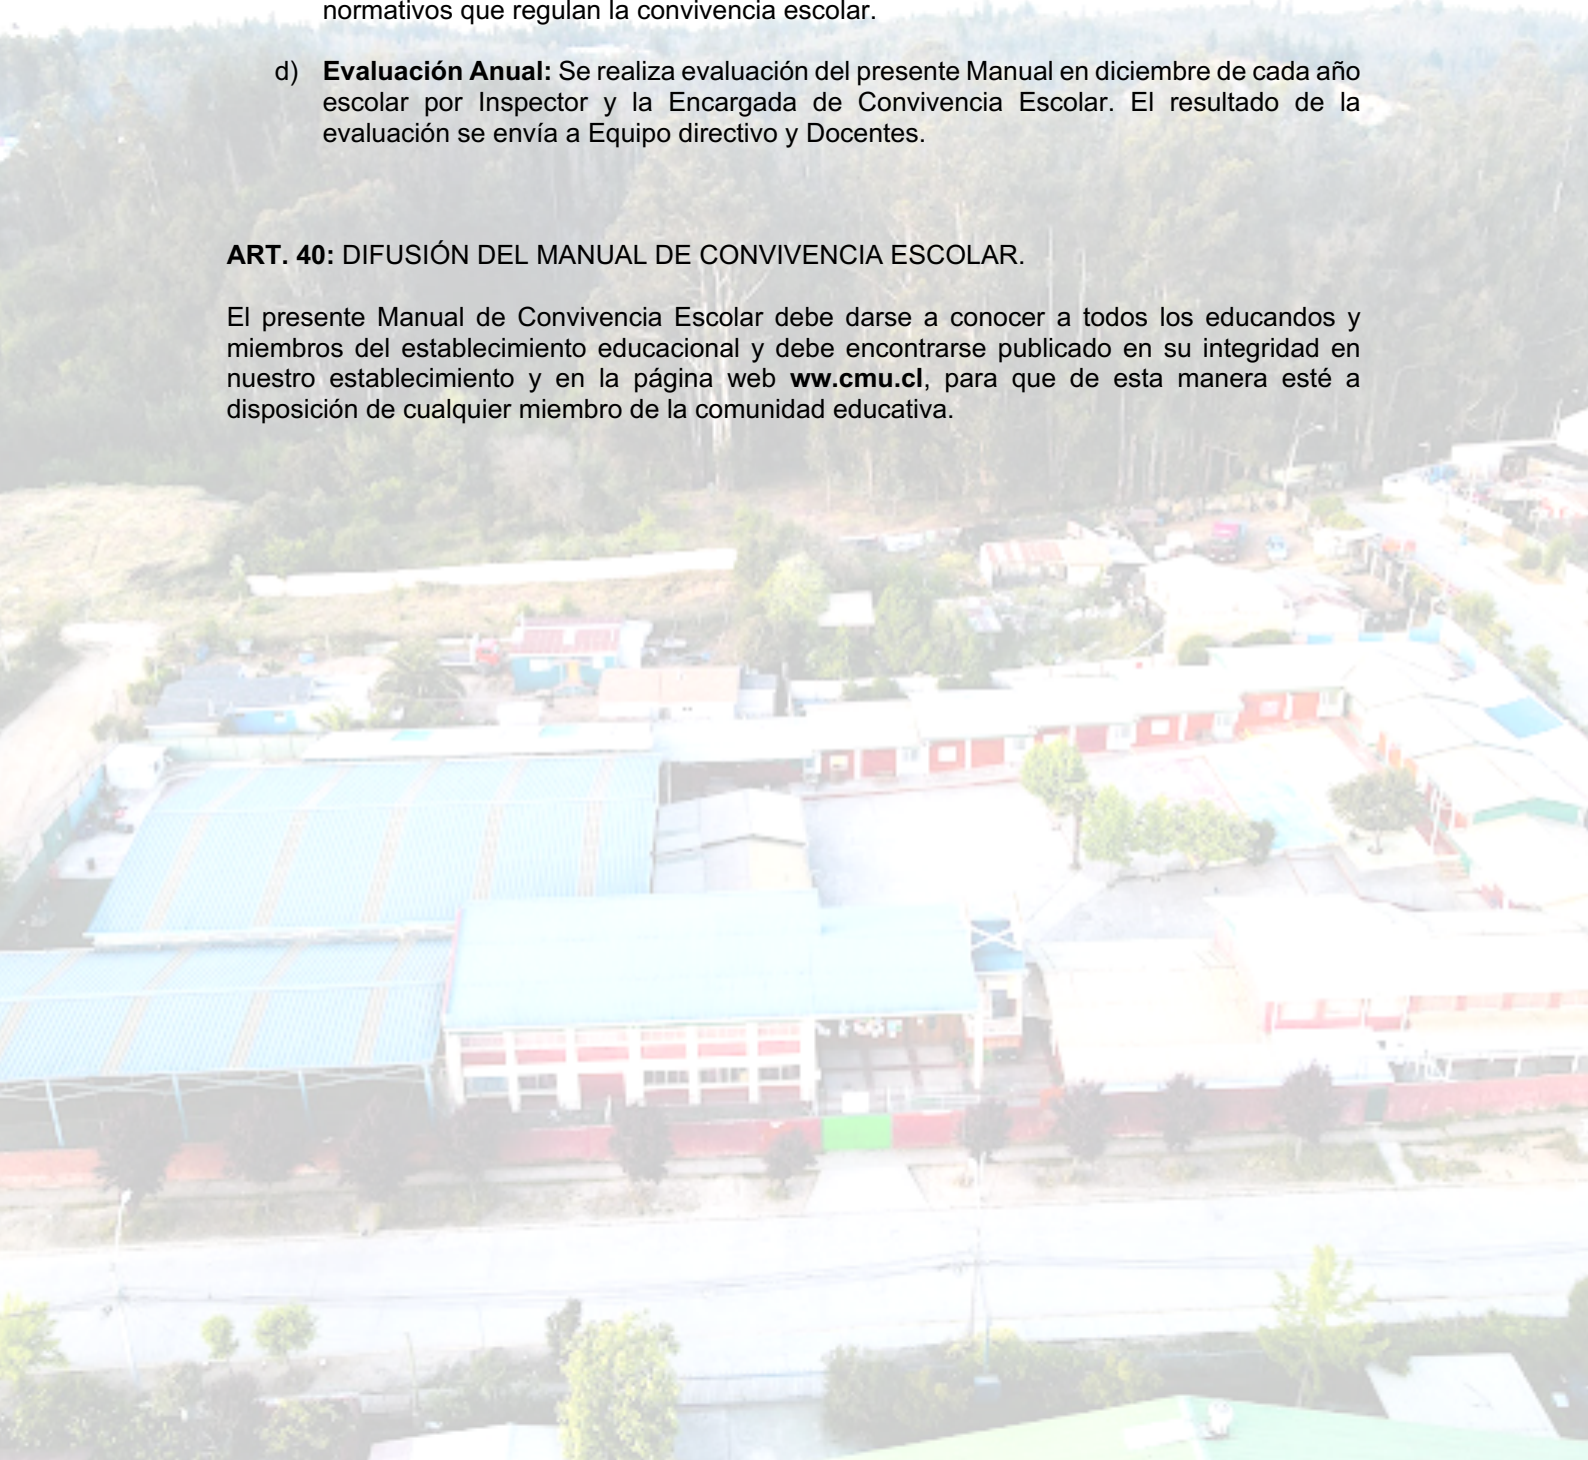 normativos que regulan la convivencia escolar.
d) Evaluación Anual: Se realiza evaluación del presente Manual en diciembre de cada año
escolar por Inspector y la Encargada de Convivencia Escolar. El resultado de la
evaluación se envía a Equipo directivo y Docentes.
ART. 40: DIFUSIÓN DEL MANUAL DE CONVIVENCIA ESCOLAR.
El presente Manual de Convivencia Escolar debe darse a conocer a todos los educandos y
miembros del establecimiento educacional y debe encontrarse publicado en su integridad en
nuestro establecimiento y en la página web ww.cmu.cl, para que de esta manera esté a
disposición de cualquier miembro de la comunidad educativa.